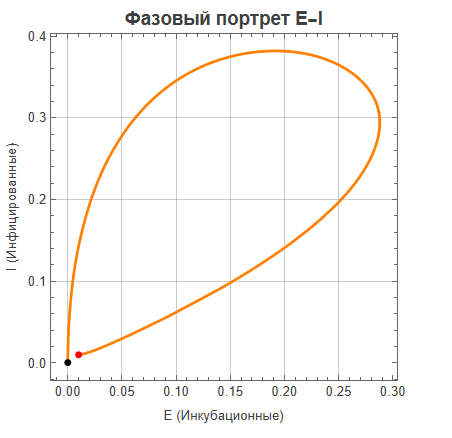 Фазовый портрет E–I
0.4
0.3
0.2
0.1
0.0
I (Инфицированные)
0.00 0.05 0.10 0.15 0.20 0.25 0.30
E (Инкубационные)